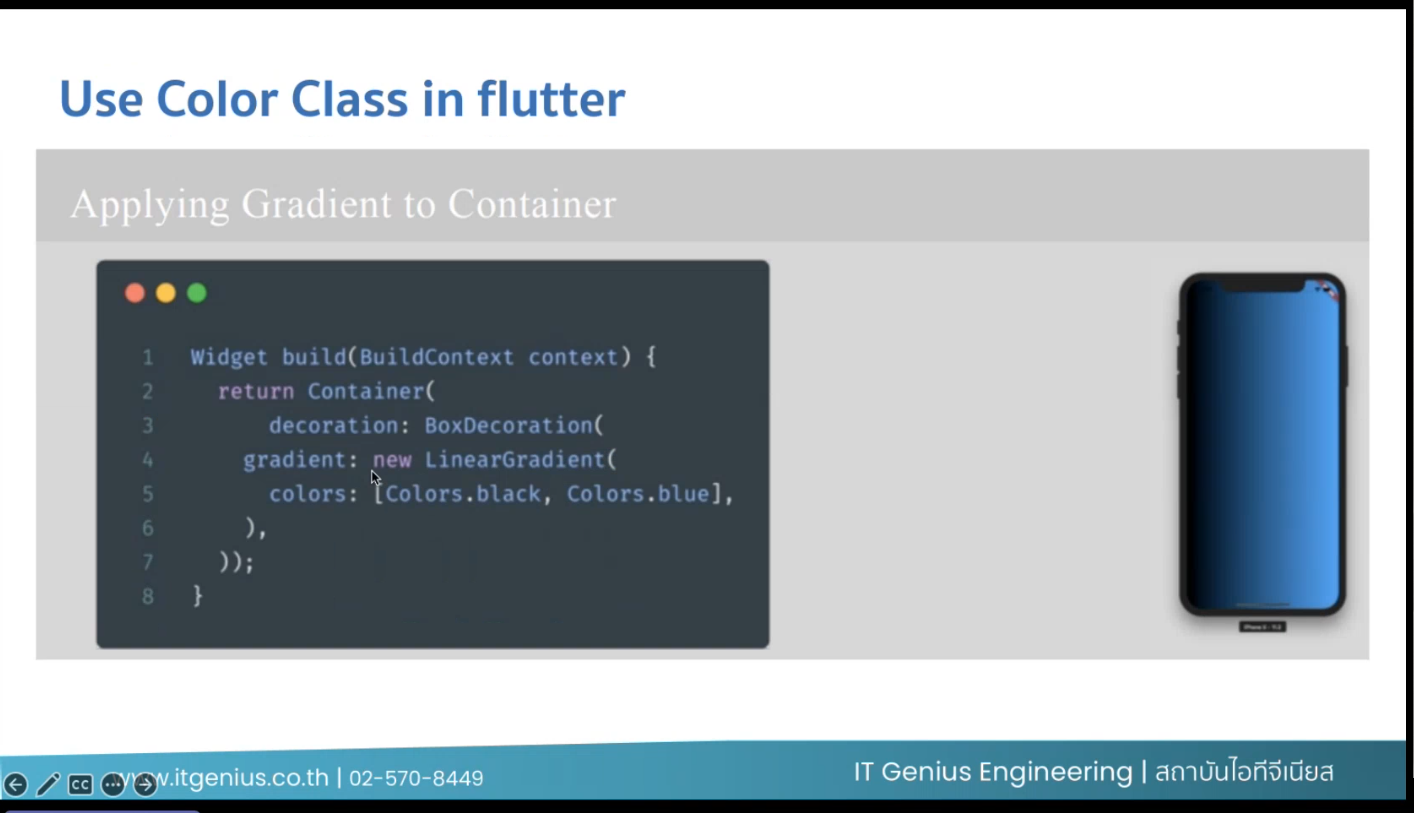 Use Color Class in flutter
Applying Gradient to Container
1 Widget build(BuildContext context) {
2 return Container(
3 decoration: BoxDecoration(
4 gradient: new LinearGradient(
5 colors: [Colors.black, Colors.blue],
6 ),
7 ));
8 }
www.itgenius.co.th | 02-570-8449
IT Genius Engineering | สถาบันไอทีจีเนียส
CC